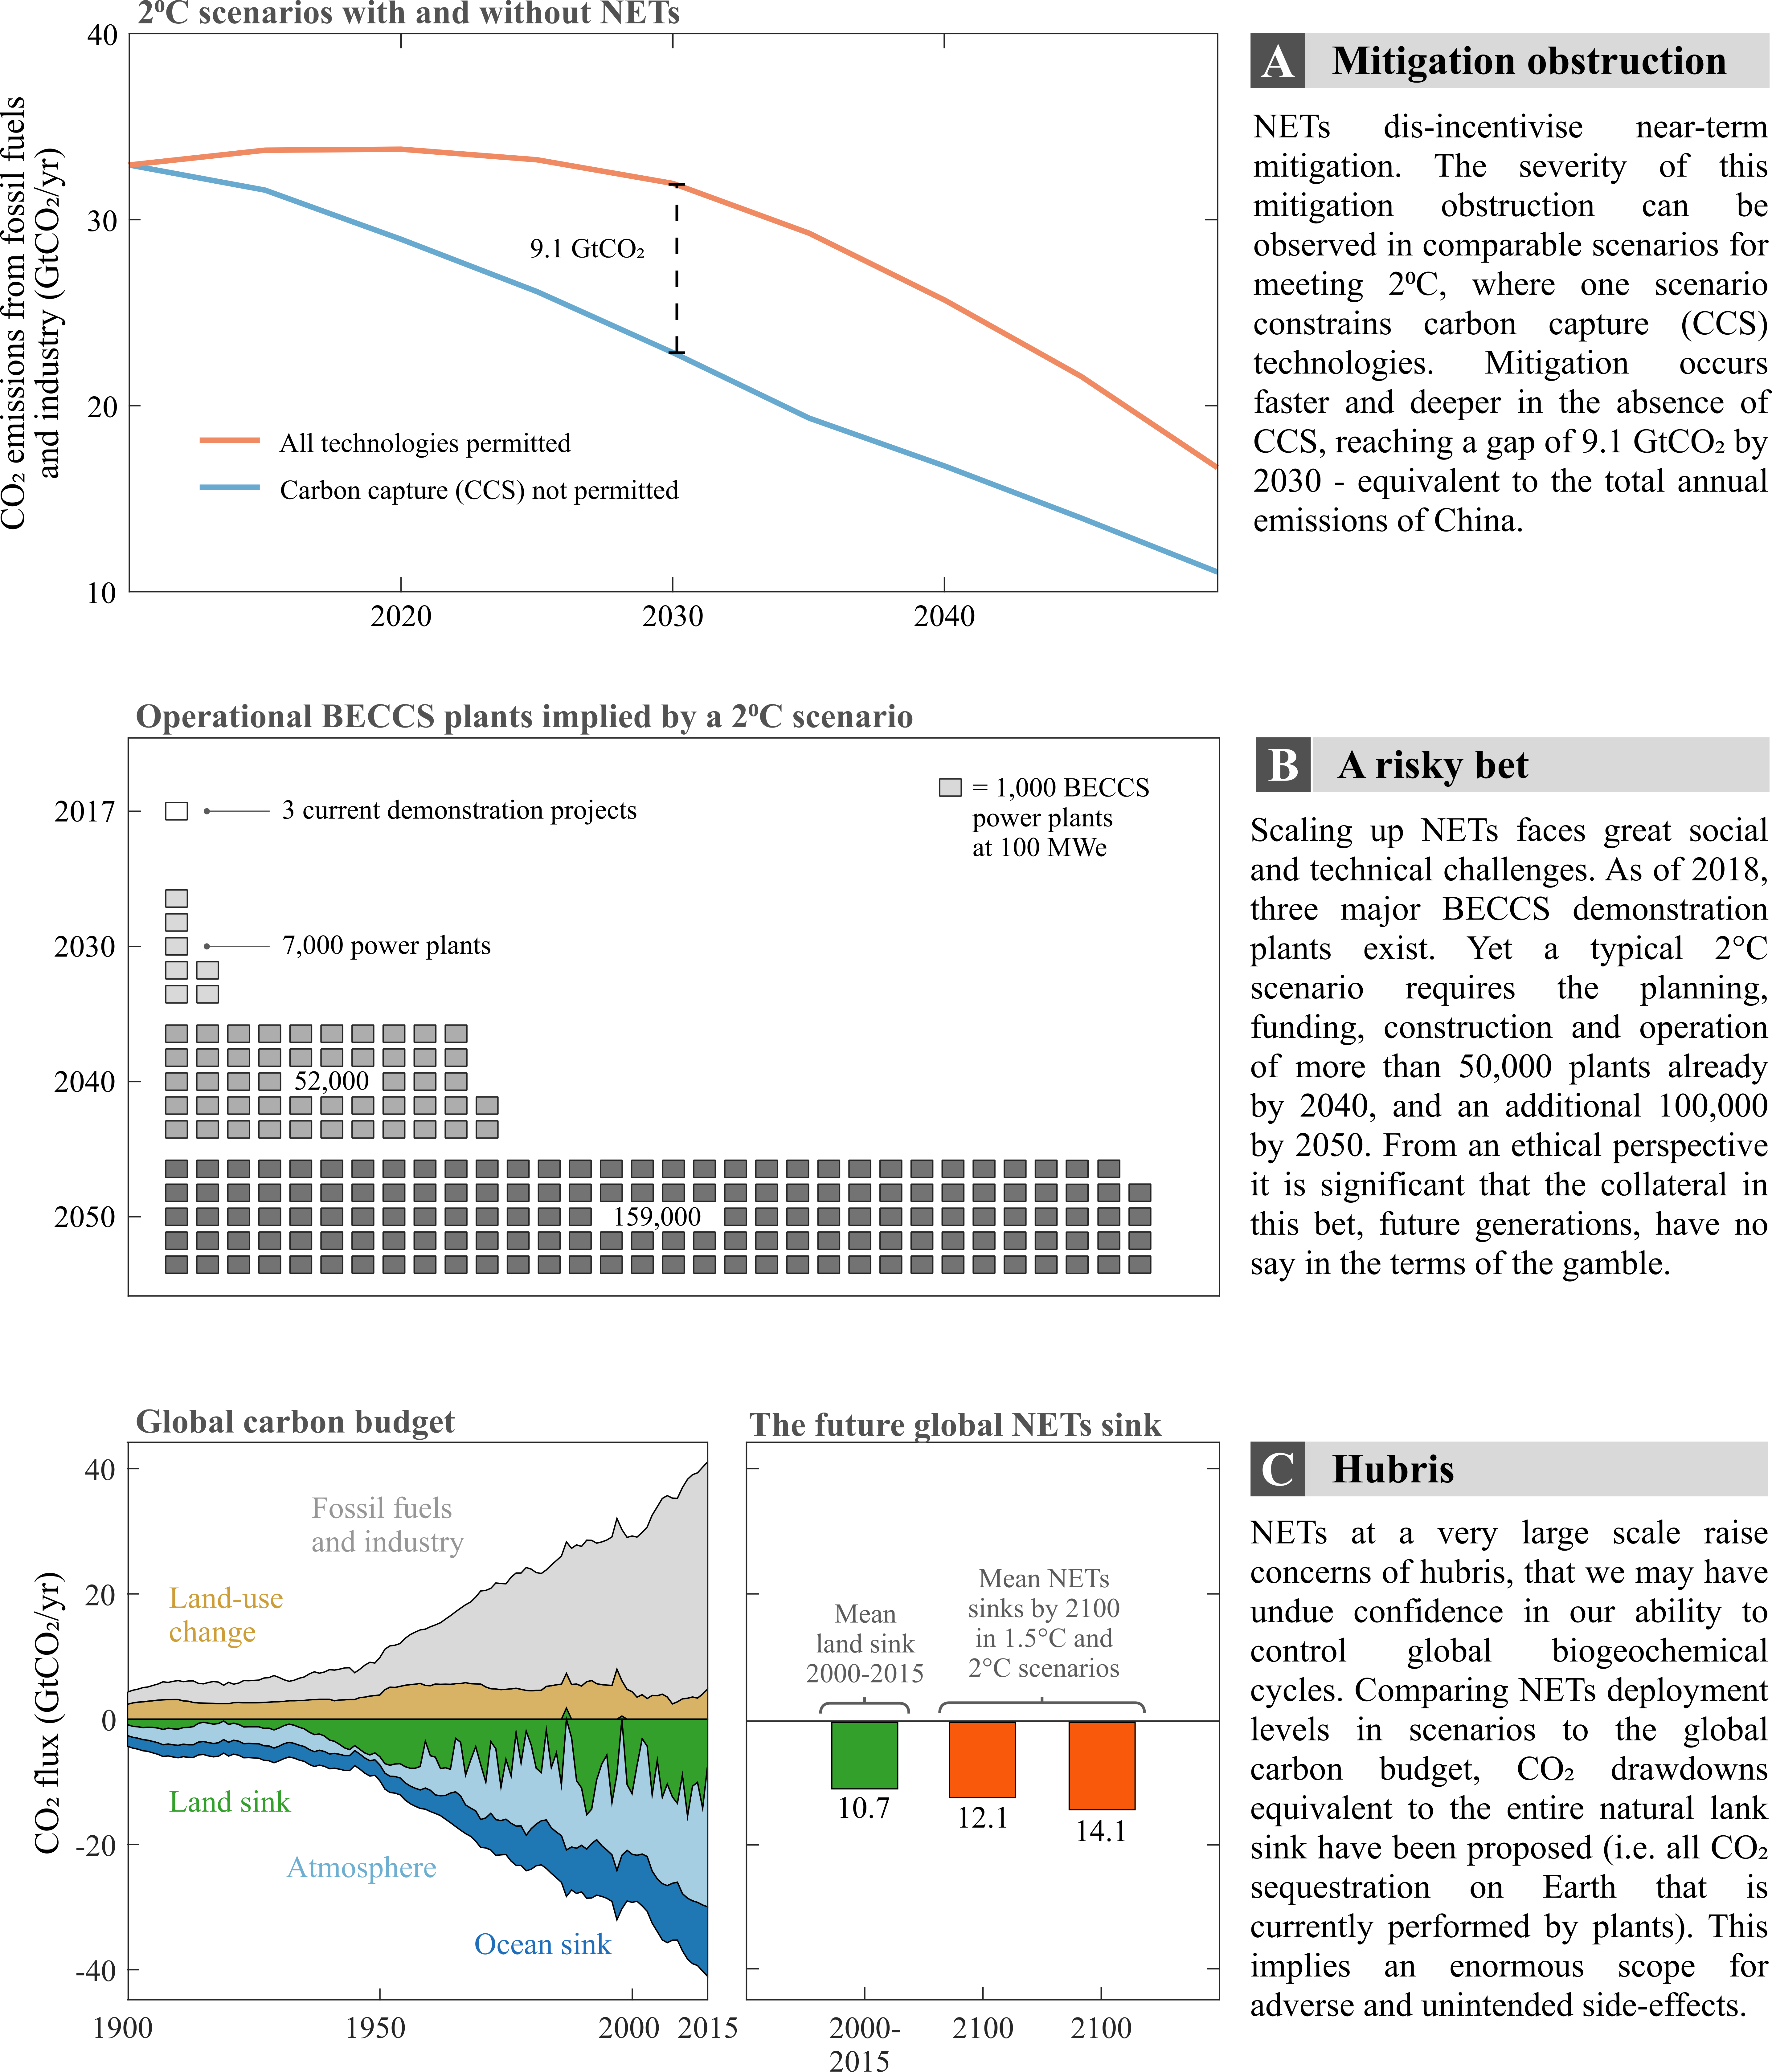 2⁰C scenarios with and without NETs
40
30
20
10
CO₂ emissions from fossil fuels
and industry (GtCO₂/yr)
9.1 GtCO₂
All technologies permitted
Carbon capture (CCS) not permitted
2020
2030
2040
A
Mitigation obstruction
NETs dis-incentivise near-term
mitigation. The severity of this
mitigation obstruction can be
observed in comparable scenarios for
meeting 2⁰C, where one scenario
constrains carbon capture (CCS)
technologies. Mitigation occurs
faster and deeper in the absence of
CCS, reaching a gap of 9.1 GtCO₂ by
2030 - equivalent to the total annual
emissions of China.
Operational BECCS plants implied by a 2⁰C scenario
2017
3 current demonstration projects
= 1,000 BECCS
power plants
at 100 MWe
2030
7,000 power plants
2040
52,000
2050
159,000
B
A risky bet
Scaling up NETs faces great social
and technical challenges. As of 2018,
three major BECCS demonstration
plants exist. Yet a typical 2°C
scenario requires the planning,
funding, construction and operation
of more than 50,000 plants already
by 2040, and an additional 100,000
by 2050. From an ethical perspective
it is significant that the collateral in
this bet, future generations, have no
say in the terms of the gamble.
Global carbon budget
40
20
0
-20
-40
CO₂ flux (GtCO₂/yr)
Fossil fuels
and industry
Land-use
change
Land sink
Atmosphere
Ocean sink
1900
1950
2000
2015
The future global NETs sink
Mean
land sink
2000-2015
Mean NETs
sinks by 2100
in 1.5°C and
2°C scenarios
10.7
12.1
14.1
2000-
2015
2100
2100
C
Hubris
NETs at a very large scale raise
concerns of hubris, that we may have
undue confidence in our ability to
control global biogeochemical
cycles. Comparing NETs deployment
levels in scenarios to the global
carbon budget, CO₂ drawdowns
equivalent to the entire natural lank
sink have been proposed (i.e. all CO₂
sequestration on Earth that is
currently performed by plants). This
implies an enormous scope for
adverse and unintended side-effects.